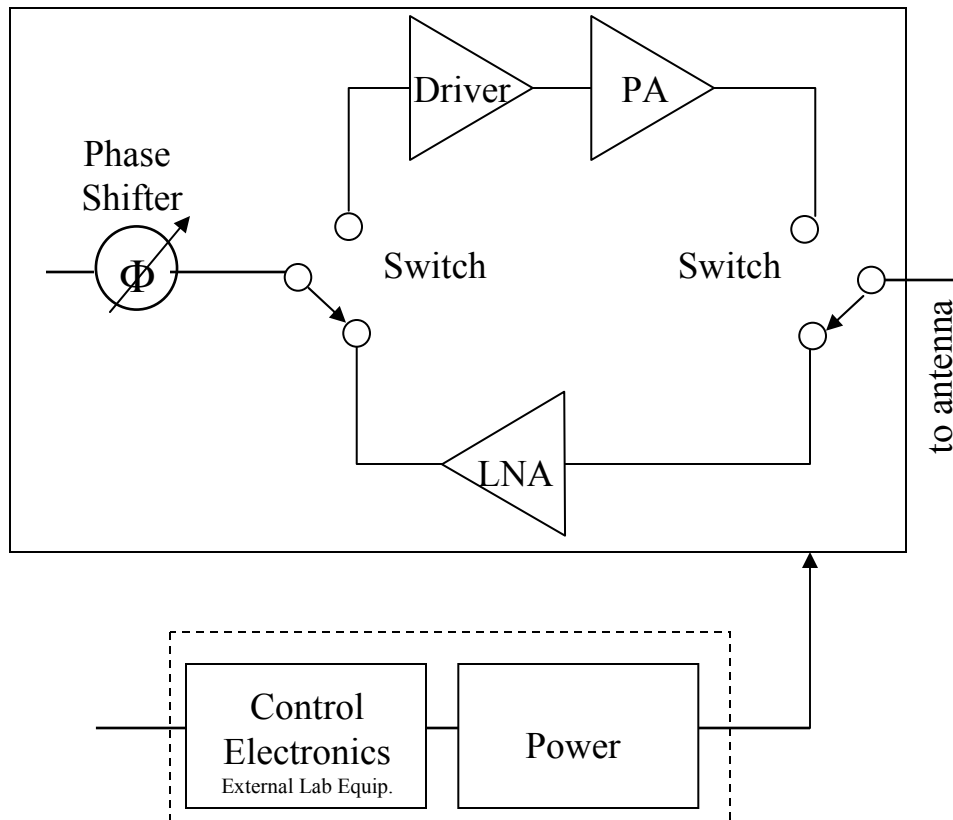 Driver
PA
Phase
Shifter
Φ
Switch
Switch
to antenna
LNA
Control
Electronics
External Lab Equip.
Power